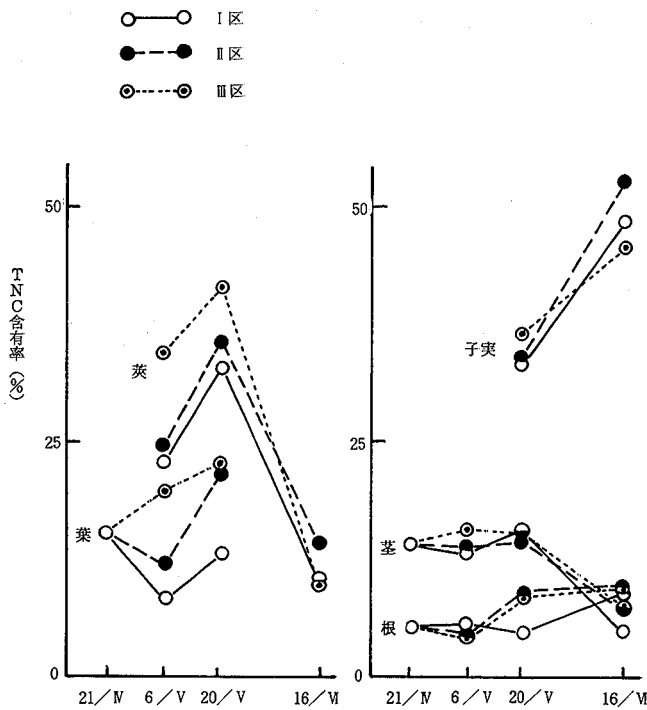 I区
II区
III区
TNC含有率(%)
50
25
0
莢
葉
21/IV
6/V
20/V
16/VI
50
25
0
子実
茎
根
21/IV
6/V
20/V
16/VI